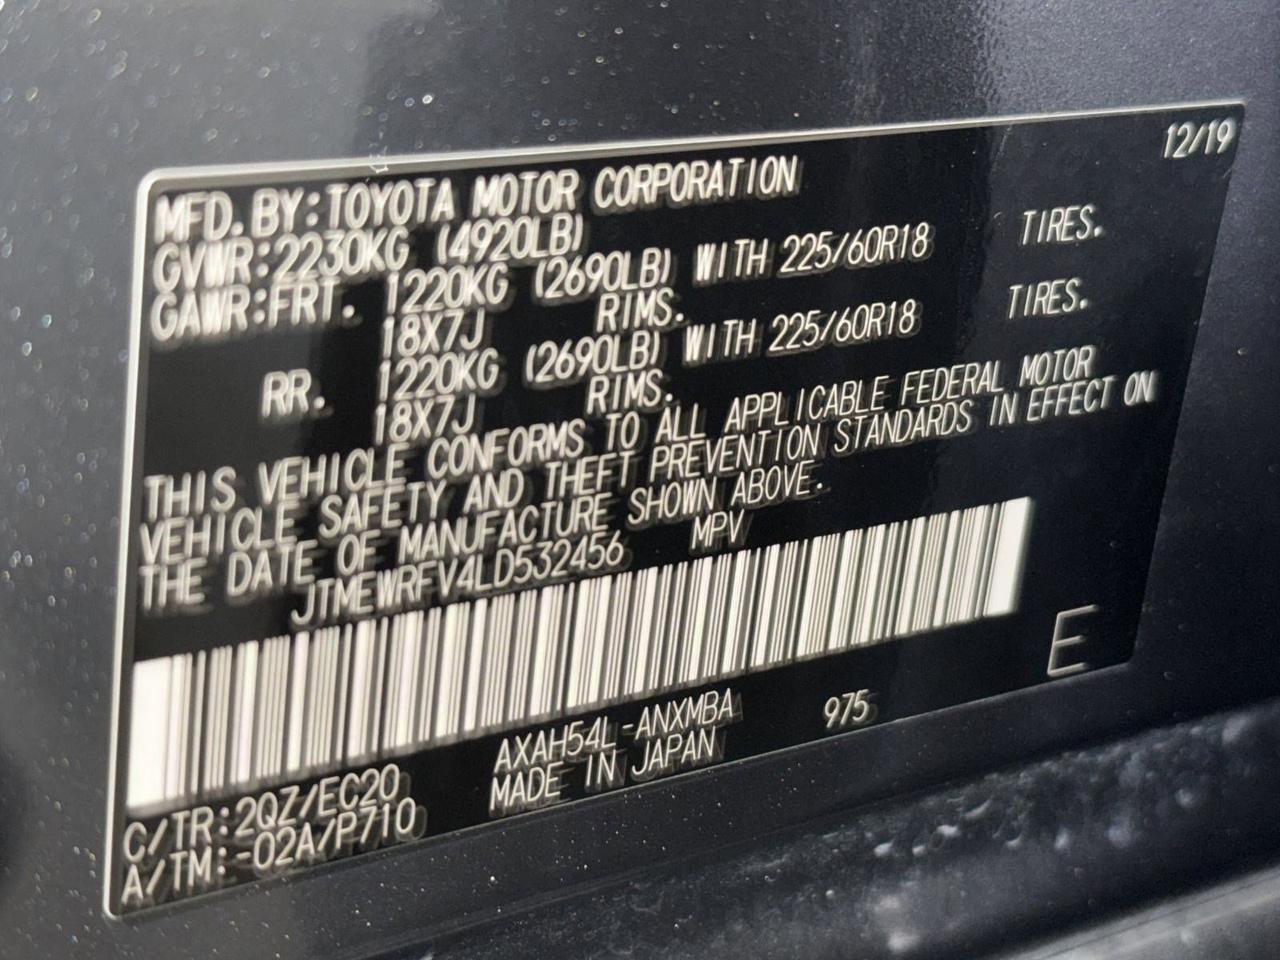 12/19
MFD. BY: TOYOTA MOTOR CORPORATION
GVWR: 2230KG (4920LB)
GAWR: FRT. 1220KG (2690LB) WITH 225/60R18 TIRES.
18X7J RIMS.
RR. 1220KG (2690LB) WITH 225/60R18 TIRES.
18X7J RIMS.
THIS VEHICLE CONFORMS TO ALL APPLICABLE FEDERAL MOTOR
VEHICLE SAFETY AND THEFT PREVENTION STANDARDS IN EFFECT ON
THE DATE OF MANUFACTURE SHOWN ABOVE.
JTMEWRFV4LD532456 MPV
E
AXAH54L-ANXMBA 975
C/TR: 2QZ/EC20 MADE IN JAPAN
A/TM: -02A/P710